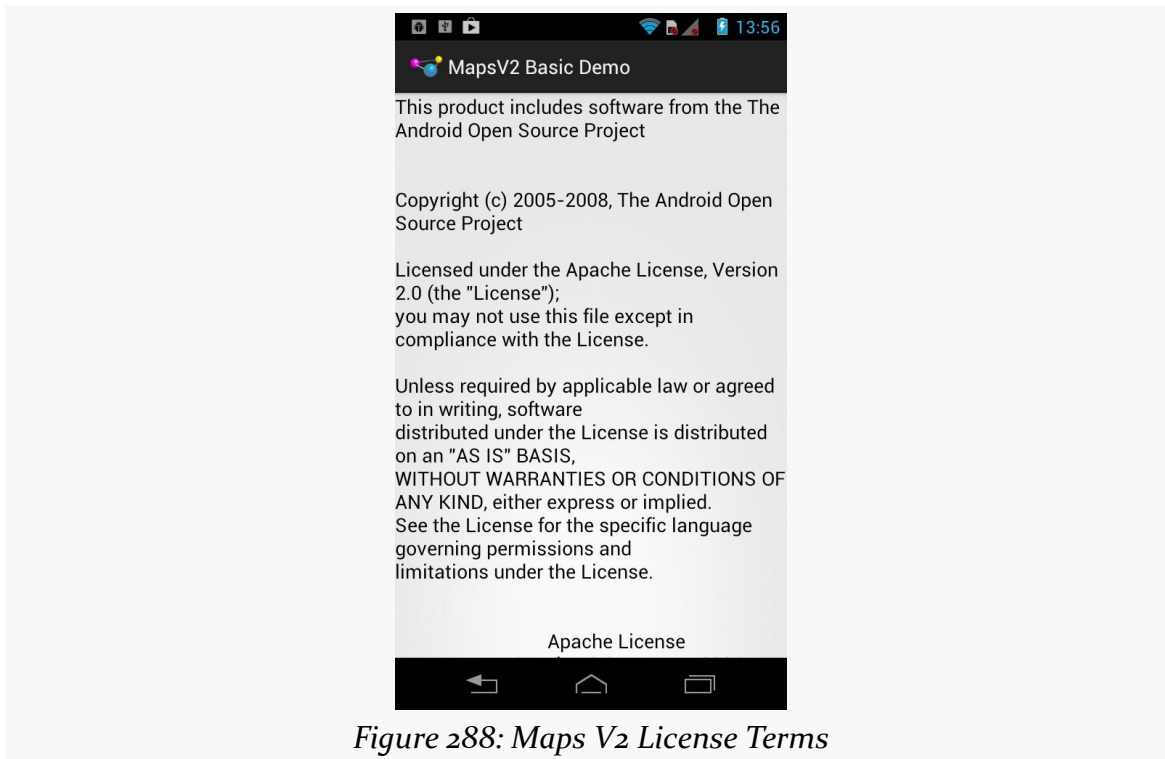 13:56
MapsV2 Basic Demo
This product includes software from the The
Android Open Source Project
Copyright (c) 2005-2008, The Android Open
Source Project
Licensed under the Apache License, Version
2.0 (the "License");
you may not use this file except in
compliance with the License.
Unless required by applicable law or agreed
to in writing, software
distributed under the License is distributed
on an "AS IS" BASIS,
WITHOUT WARRANTIES OR CONDITIONS OF
ANY KIND, either express or implied.
See the License for the specific language
governing permissions and
limitations under the License.
Apache License
Figure 288: Maps V2 License Terms